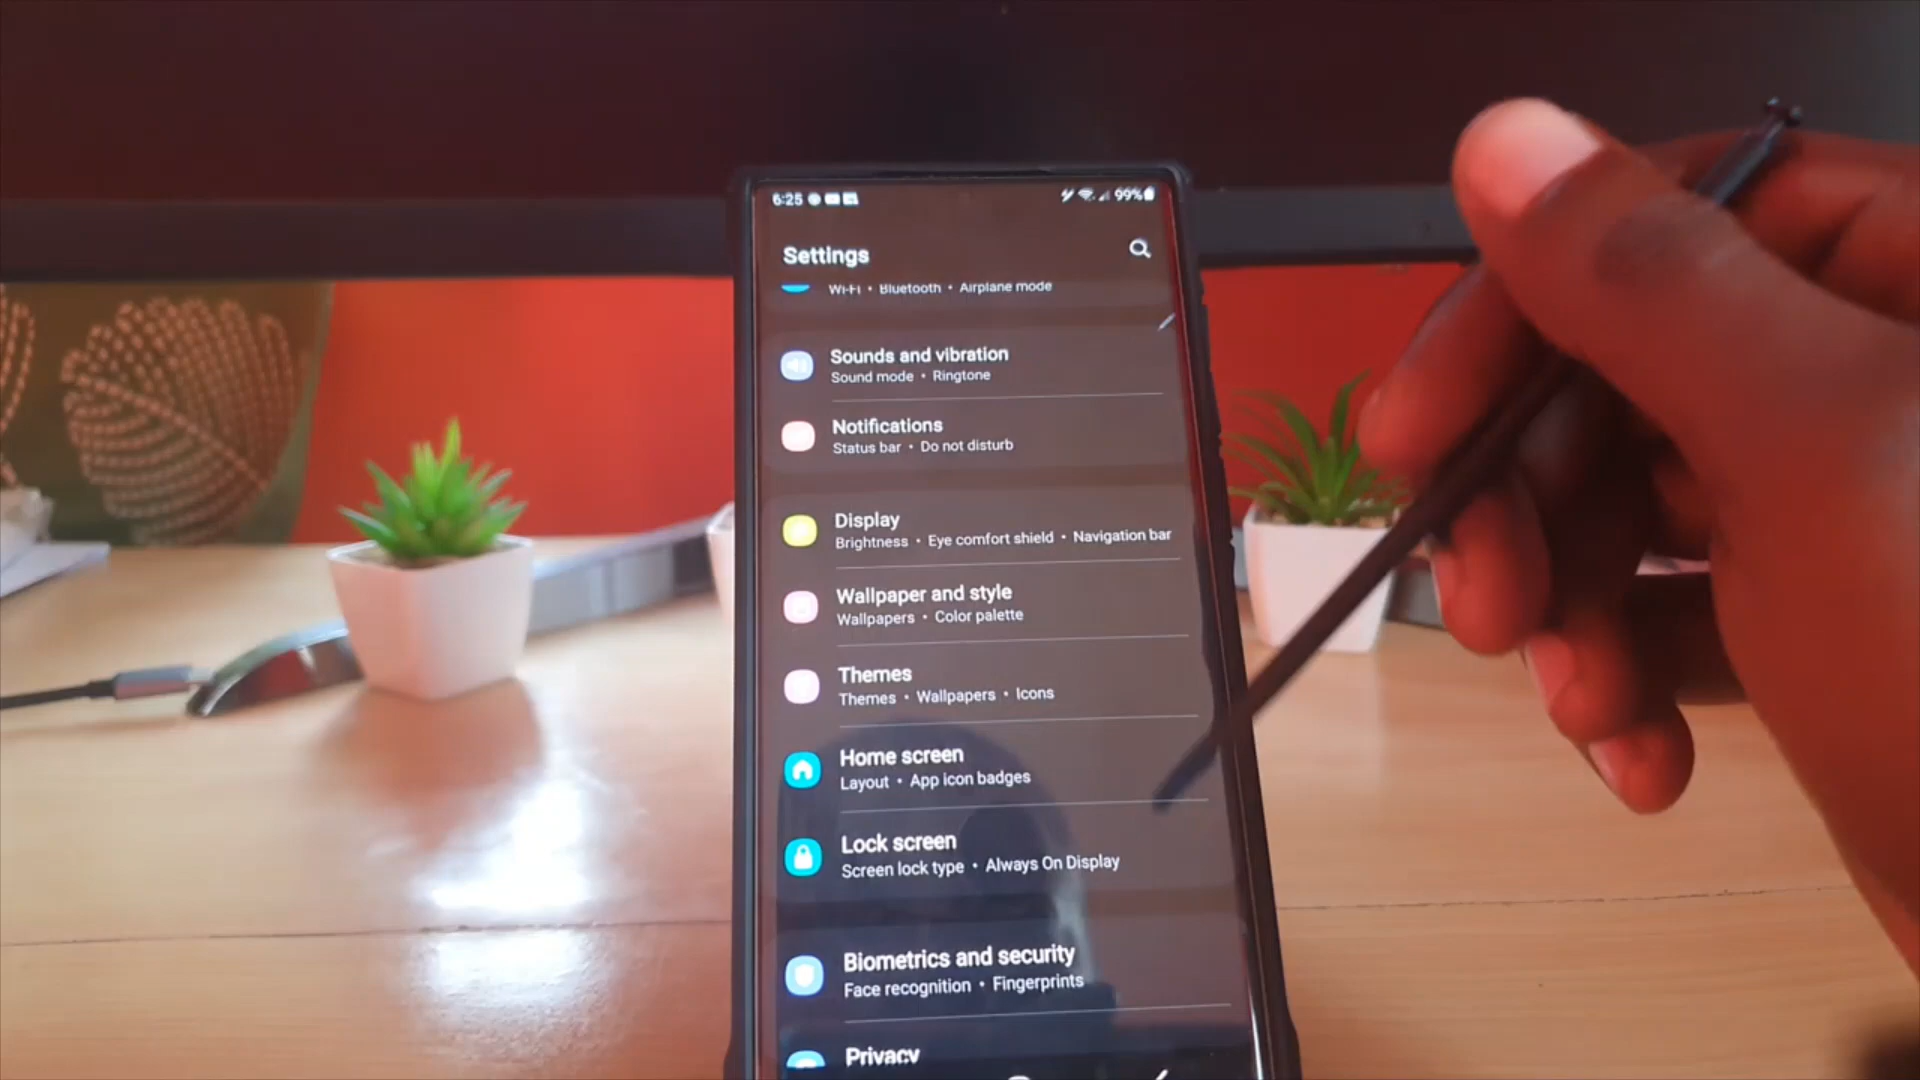 6:25 99%
Settings
Wi-Fi • Bluetooth • Airplane mode
Sounds and vibration
Sound mode • Ringtone
Notifications
Status bar • Do not disturb
Display
Brightness • Eye comfort shield • Navigation bar
Wallpaper and style
Wallpapers • Color palette
Themes
Themes • Wallpapers • Icons
Home screen
Layout • App icon badges
Lock screen
Screen lock type • Always On Display
Biometrics and security
Face recognition • Fingerprints
Privacy